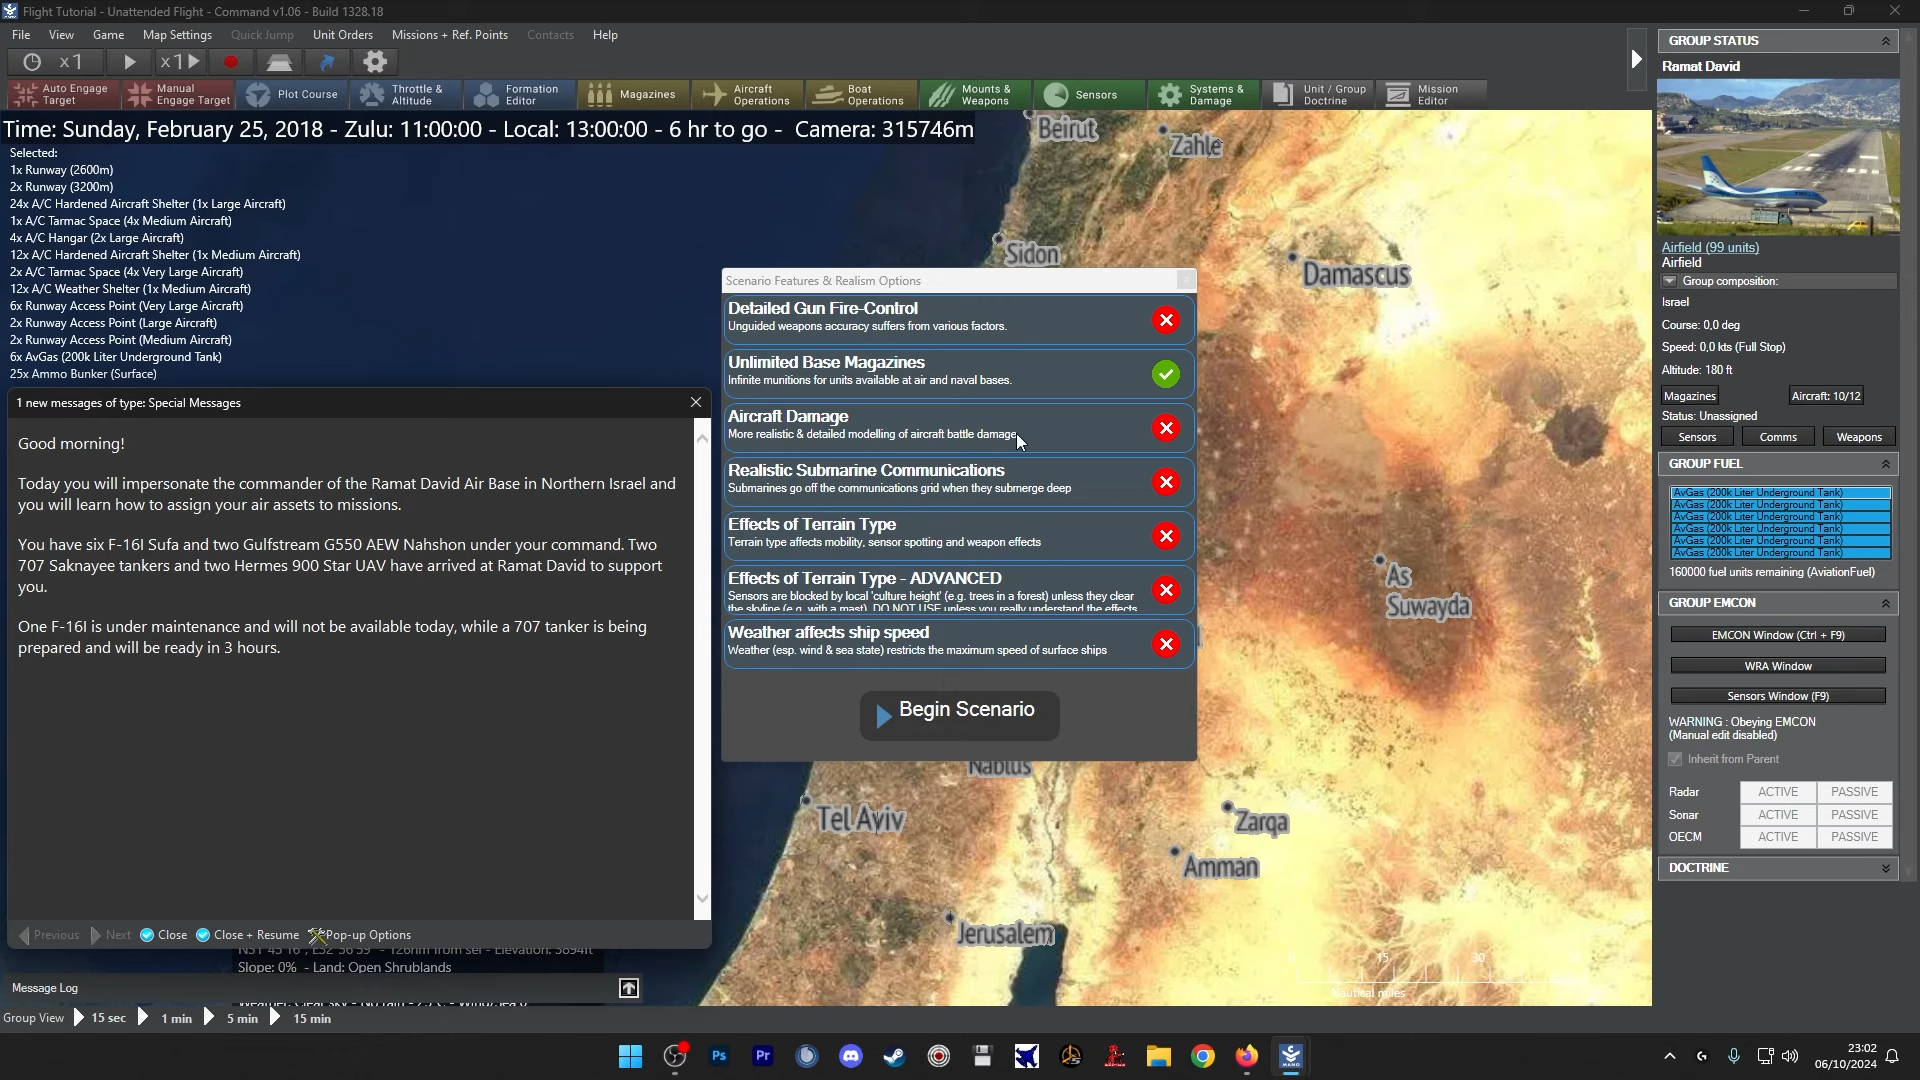 Flight Tutorial - Unattended Flight - Command v1.06 - Build 1328.18
File View Game Map Settings Quick Jump Unit Orders Missions + Ref. Points Contacts Help
x1 x1
Auto Engage Target
Manual Engage Target
Plot Course
Throttle & Altitude
Formation Editor
Magazines
Aircraft Operations
Boat Operations
Mounts & Weapons
Sensors
Systems & Damage
Unit / Group Doctrine
Mission Editor
Time: Sunday, February 25, 2018 - Zulu: 11:00:00 - Local: 13:00:00 - 6 hr to go - Camera: 315746m
Selected:
1x Runway (2600m)
2x Runway (3200m)
24x A/C Hardened Aircraft Shelter (1x Large Aircraft)
1x A/C Tarmac Space (4x Medium Aircraft)
4x A/C Hangar (2x Large Aircraft)
12x A/C Hardened Aircraft Shelter (1x Medium Aircraft)
2x A/C Tarmac Space (4x Very Large Aircraft)
12x A/C Weather Shelter (1x Medium Aircraft)
6x Runway Access Point (Very Large Aircraft)
2x Runway Access Point (Large Aircraft)
2x Runway Access Point (Medium Aircraft)
6x AvGas (200k Liter Underground Tank)
25x Ammo Bunker (Surface)
1 new messages of type: Special Messages
Good morning!
Today you will impersonate the commander of the Ramat David Air Base in Northern Israel and
you will learn how to assign your air assets to missions.
You have six F-16I Sufa and two Gulfstream G550 AEW Nahshon under your command. Two
707 Saknayee tankers and two Hermes 900 Star UAV have arrived at Ramat David to support
you.
One F-16I is under maintenance and will not be available today, while a 707 tanker is being
prepared and will be ready in 3 hours.
Previous Next Close Close + Resume Pop-up Options
Slope: 0% - Land: Open Shrublands
Message Log
Group View 15 sec 1 min 5 min 15 min
Beirut
Zahle
Sidon
Damascus
As
Suwayda
Nablus
Tel Aviv
Zarqa
Amman
Jerusalem
0 15 30
Nautical miles
Scenario Features & Realism Options
Detailed Gun Fire-Control
Unguided weapons accuracy suffers from various factors.
Unlimited Base Magazines
Infinite munitions for units available at air and naval bases.
Aircraft Damage
More realistic & detailed modelling of aircraft battle damage
Realistic Submarine Communications
Submarines go off the communications grid when they submerge deep
Effects of Terrain Type
Terrain type affects mobility, sensor spotting and weapon effects
Effects of Terrain Type - ADVANCED
Sensors are blocked by local 'culture height' (e.g. trees in a forest) unless they clear
the skyline (e.g. with a mast). DO NOT USE unless you really understand the effects
Weather affects ship speed
Weather (esp. wind & sea state) restricts the maximum speed of surface ships
Begin Scenario
GROUP STATUS
Ramat David
Airfield (99 units)
Airfield
Group composition:
Israel
Course: 0,0 deg
Speed: 0,0 kts (Full Stop)
Altitude: 180 ft
Magazines Aircraft: 10/12
Status: Unassigned
Sensors Comms Weapons
GROUP FUEL
AvGas (200k Liter Underground Tank)
AvGas (200k Liter Underground Tank)
AvGas (200k Liter Underground Tank)
AvGas (200k Liter Underground Tank)
AvGas (200k Liter Underground Tank)
AvGas (200k Liter Underground Tank)
160000 fuel units remaining (AviationFuel)
GROUP EMCON
EMCON Window (Ctrl + F9)
WRA Window
Sensors Window (F9)
WARNING : Obeying EMCON
(Manual edit disabled)
Inherit from Parent
Radar ACTIVE PASSIVE
Sonar ACTIVE PASSIVE
OECM ACTIVE PASSIVE
DOCTRINE
Ps Pr
23:02
06/10/2024